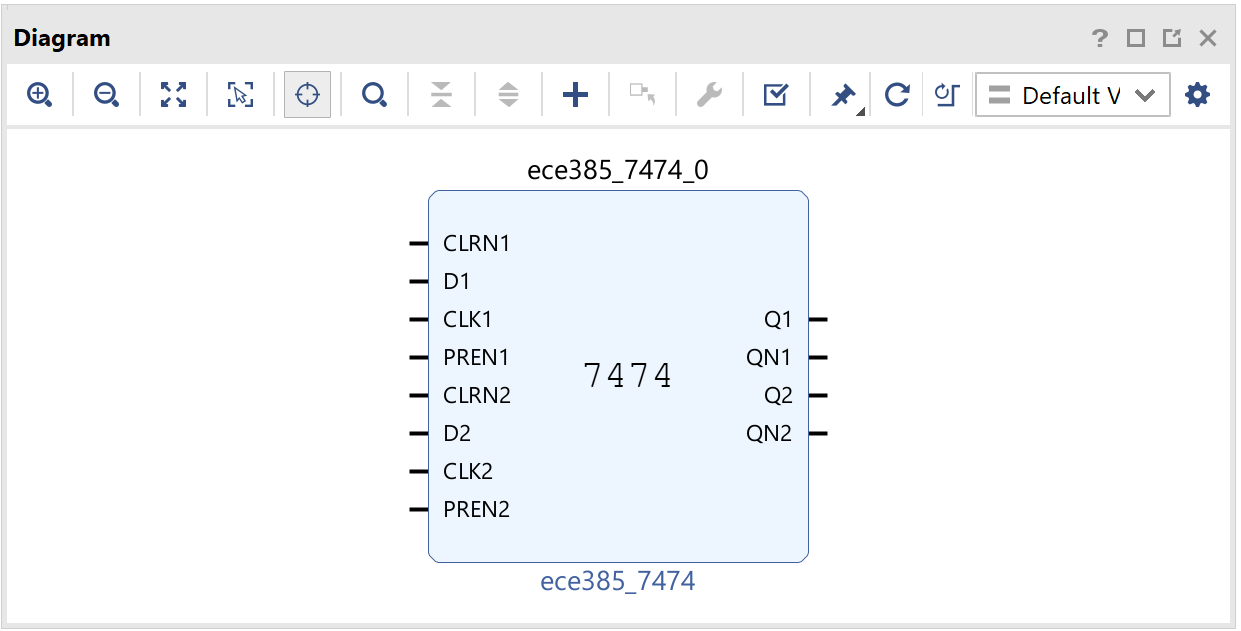 Diagram
?
Default V
ece385_7474_0
CLRN1
D1
CLK1
PREN1
CLRN2
D2
CLK2
PREN2
7474
Q1
QN1
Q2
QN2
ece385_7474